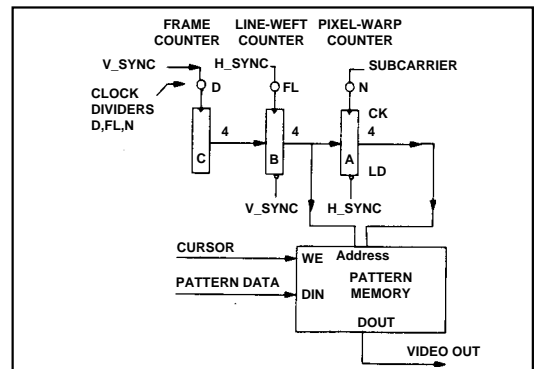 FRAME COUNTER
LINE-WEFT COUNTER
PIXEL-WARP COUNTER
V_SYNC
H_SYNC
SUBCARRIER
CLOCK DIVIDERS D,FL,N
D
FL
N
CK
4
4
4
C
B
A
LD
V_SYNC
H_SYNC
CURSOR
WE
Address
PATTERN DATA
DIN
PATTERN MEMORY
DOUT
VIDEO OUT